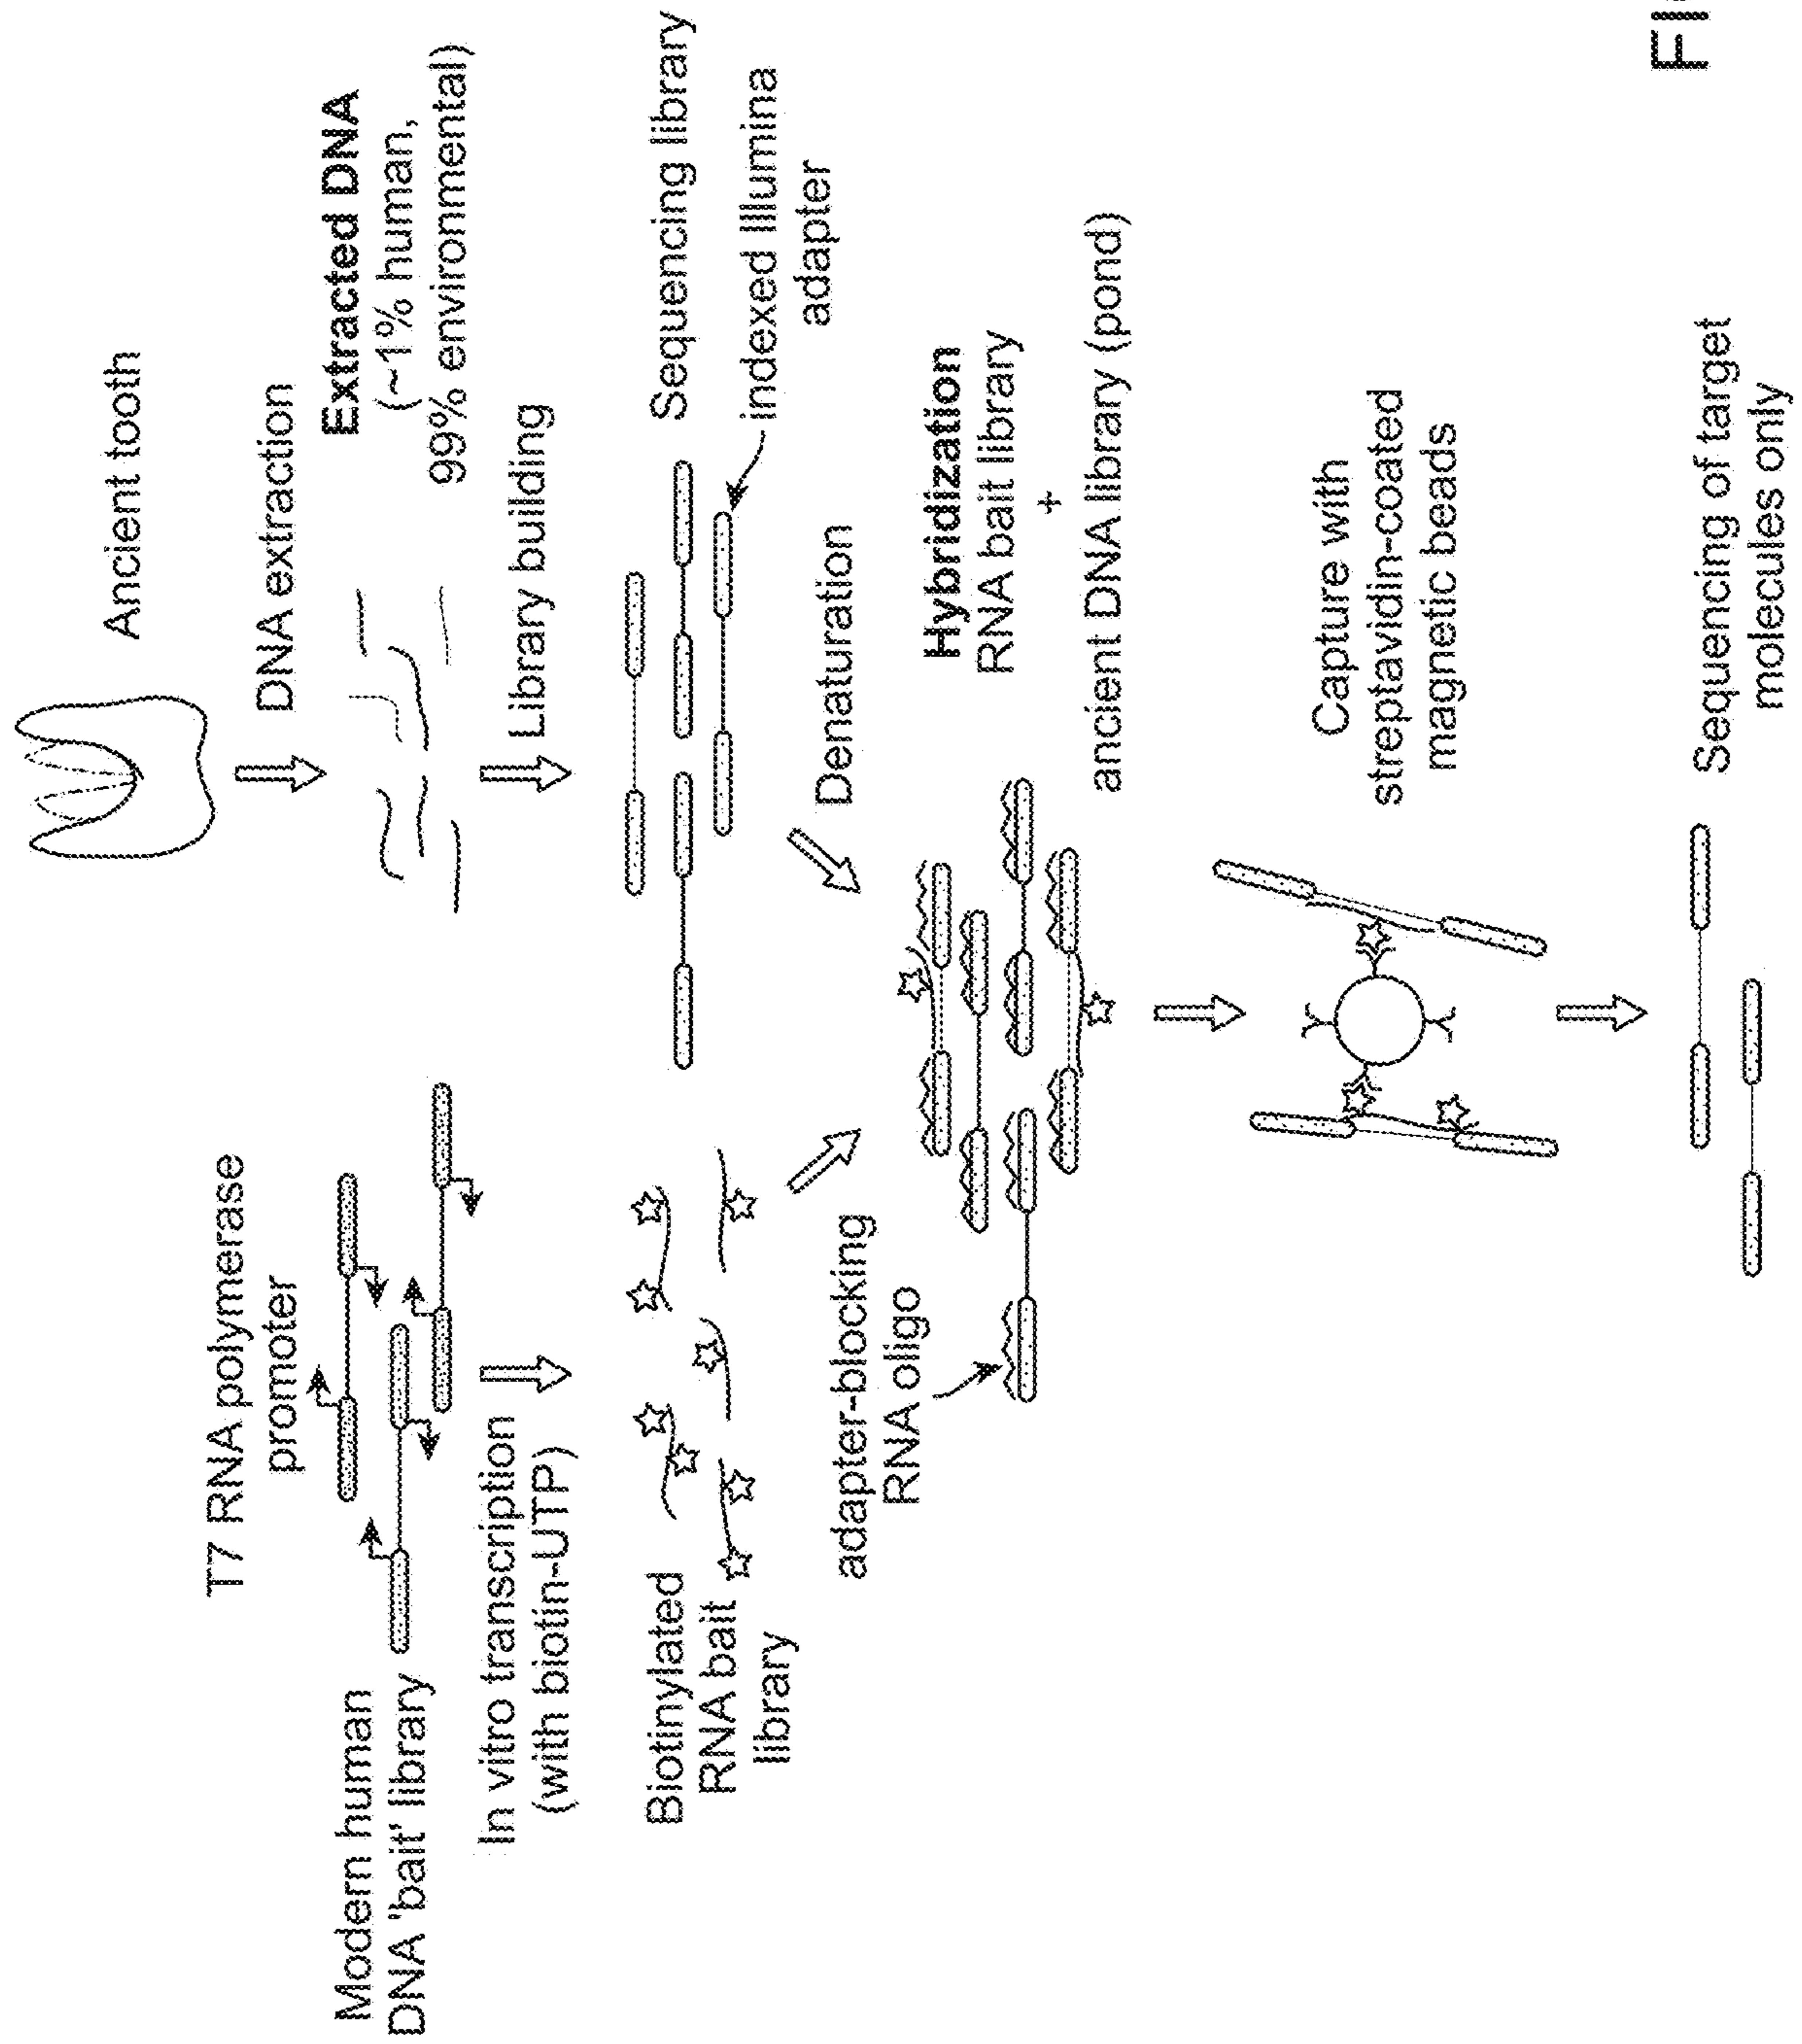 Ancient tooth
DNA extraction
Extracted DNA
(~1% human,
99% environmental)
Library building
Sequencing library
indexed Illumina
adapter
T7 RNA polymerase
promoter
Modern human
DNA 'bait' library
In vitro transcription
(with biotin-UTP)
Biotinylated
RNA bait
library
Denaturation
adapter-blocking
RNA oligo
Hybridization
RNA bait library
+
ancient DNA library (pond)
Capture with
streptavidin-coated
magnetic beads
Sequencing of target
molecules only